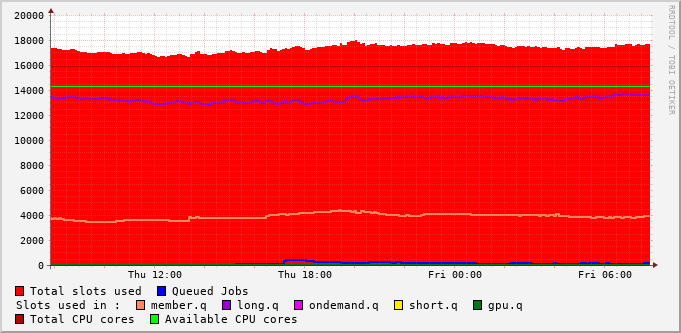 RRDTOOL / TOBI OETIKER
20000
18000
16000
14000
12000
10000
8000
6000
4000
2000
0
Thu 12:00 Thu 18:00 Fri 00:00 Fri 06:00
Total slots used Queued Jobs
Slots used in : member.q long.q ondemand.q short.q gpu.q
Total CPU cores Available CPU cores